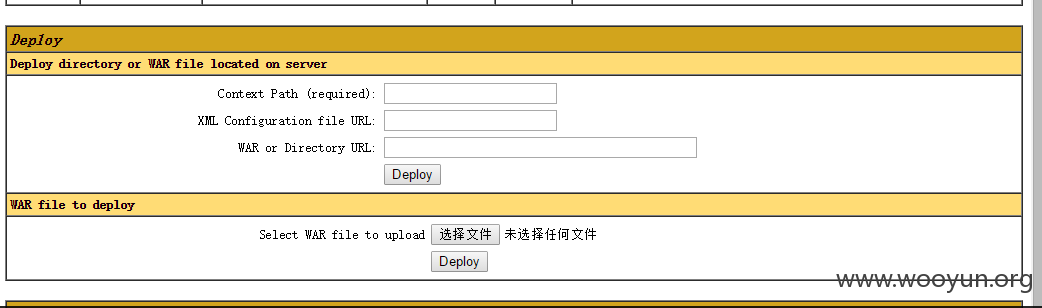 Deploy
Deploy directory or WAR file located on server
Context Path (required):
XML Configuration file URL:
WAR or Directory URL:
Deploy
WAR file to deploy
Select WAR file to upload 选择文件 未选择任何文件
Deploy
www.wooyun.org